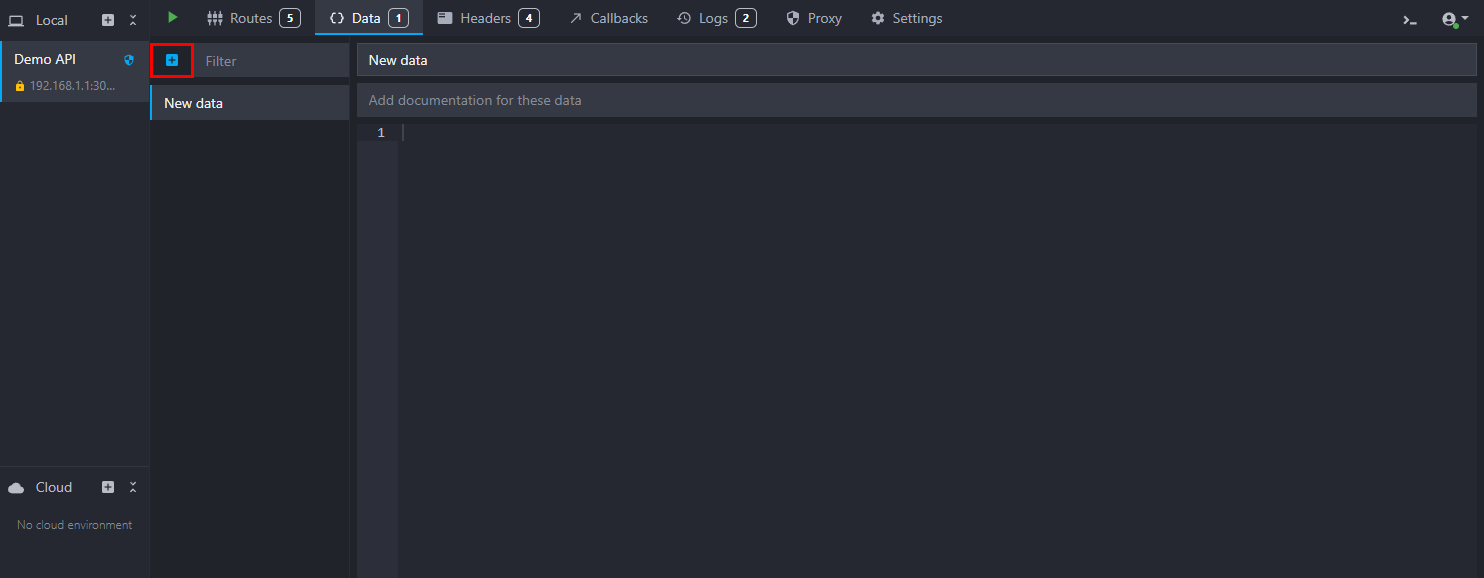 Local
Routes 5
Data 1
Headers 4
Callbacks
Logs 2
Proxy
Settings
Demo API
192.168.1.1:30...
Filter
New data
New data
Add documentation for these data
1
Cloud
No cloud environment